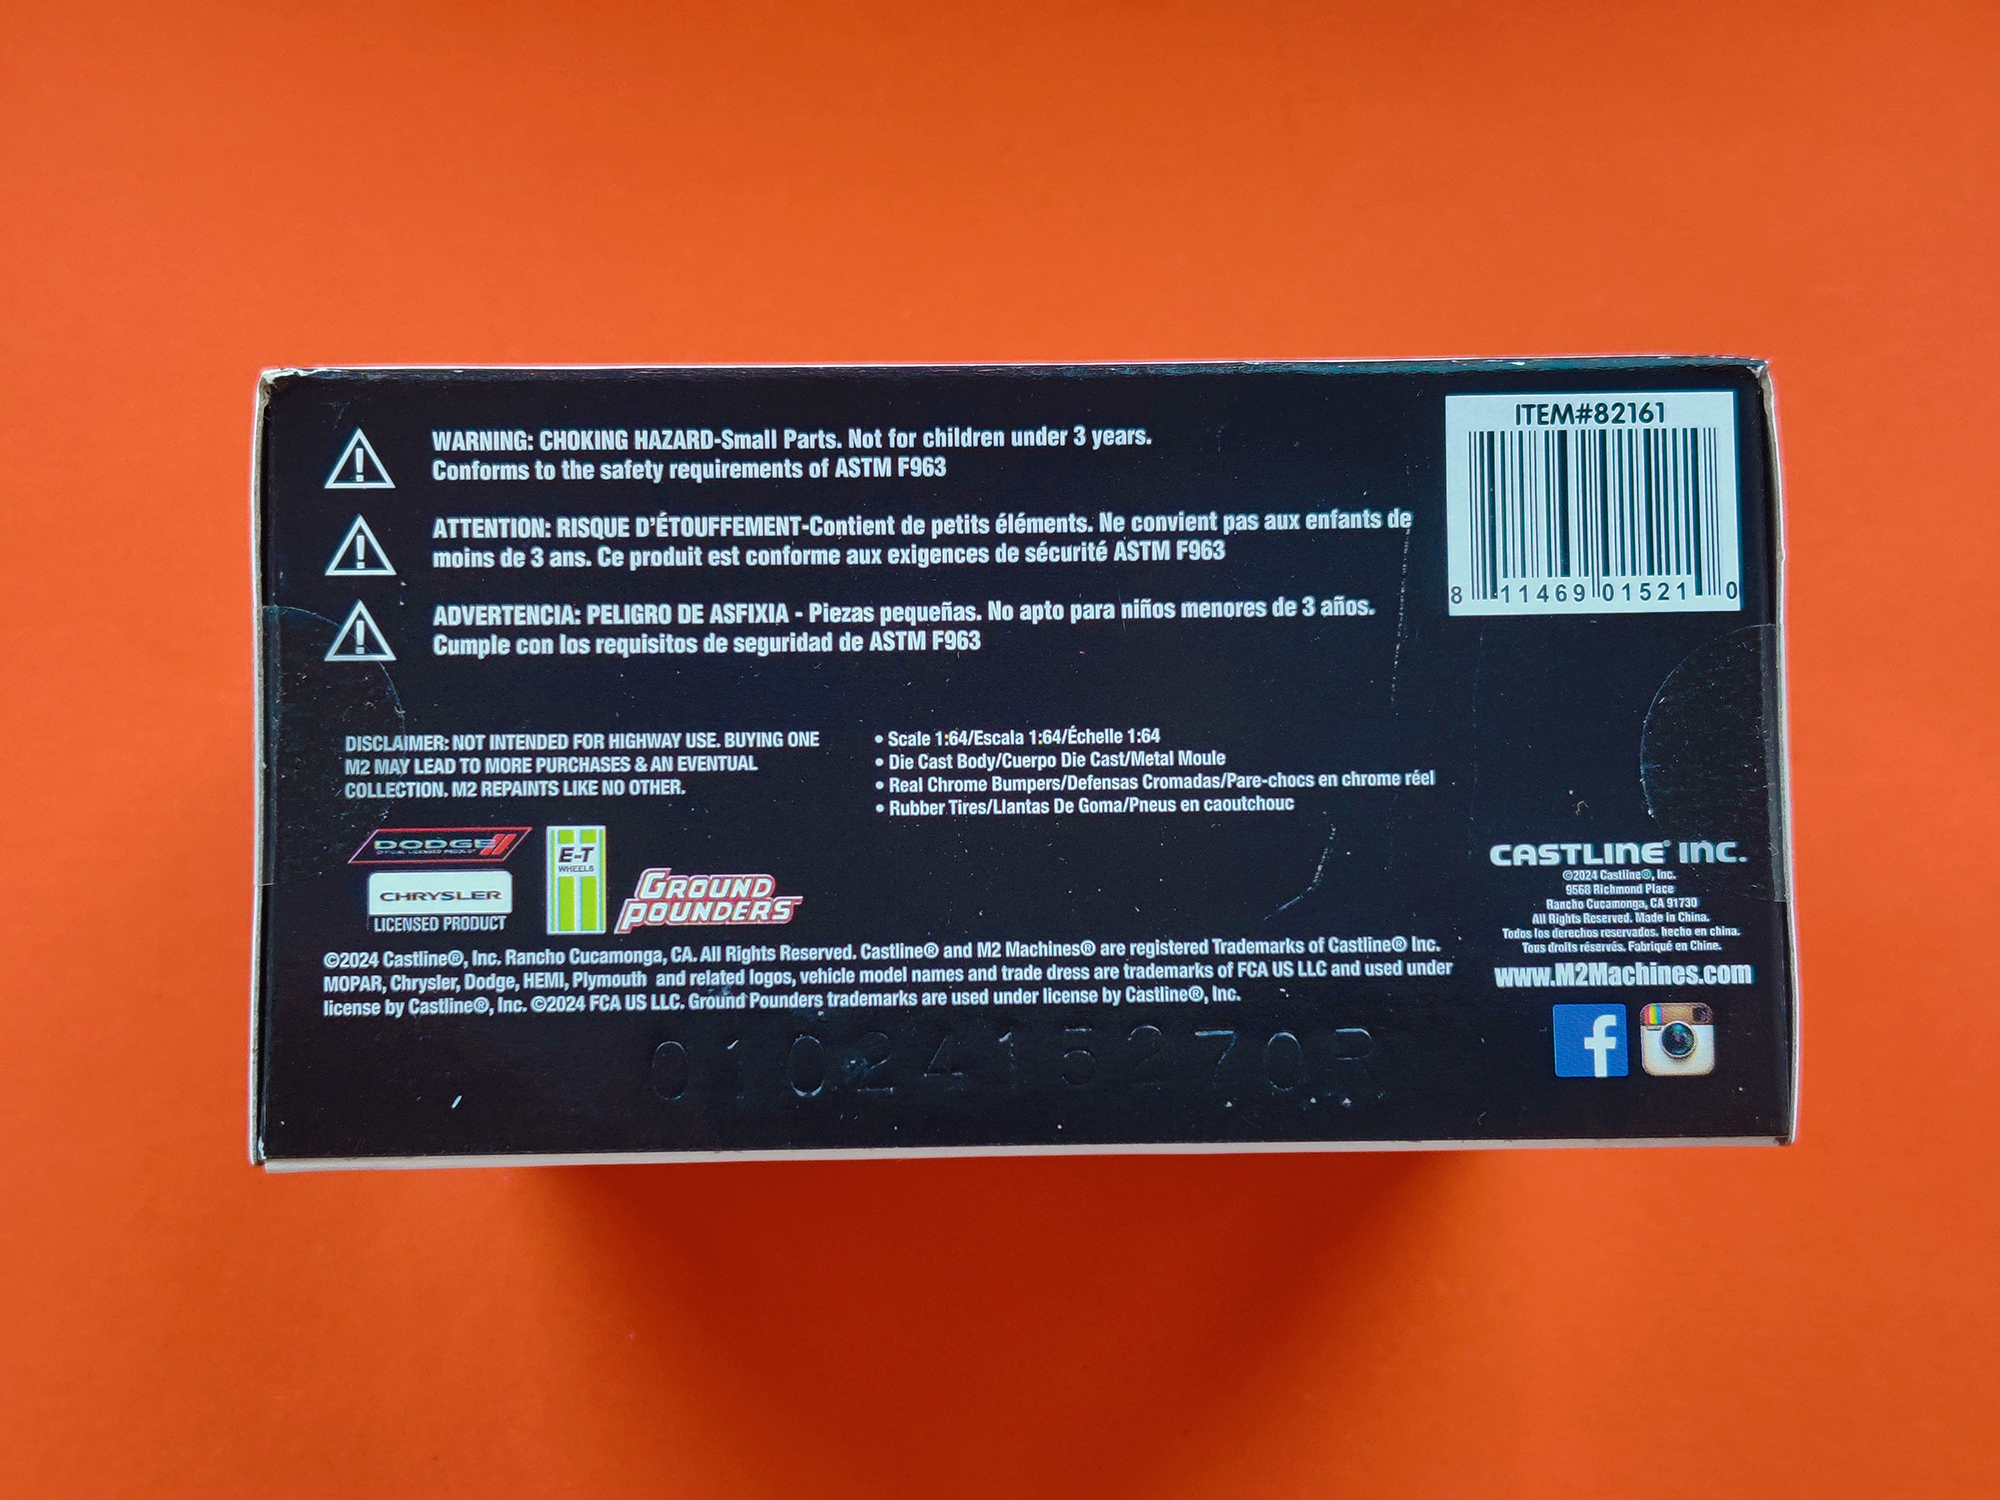 WARNING: CHOKING HAZARD-Small Parts. Not for children under 3 years.
Conforms to the safety requirements of ASTM F963
ATTENTION: RISQUE D'ÉTOUFFEMENT-Contient de petits éléments. Ne convient pas aux enfants de
moins de 3 ans. Ce produit est conforme aux exigences de sécurité ASTM F963
ADVERTENCIA: PELIGRO DE ASFIXIA - Piezas pequeñas. No apto para niños menores de 3 años.
Cumple con los requisitos de seguridad de ASTM F963
ITEM#82161
8 11469 01521 0
DISCLAIMER: NOT INTENDED FOR HIGHWAY USE. BUYING ONE
M2 MAY LEAD TO MORE PURCHASES & AN EVENTUAL
COLLECTION. M2 REPAINTS LIKE NO OTHER.
• Scale 1:64/Escala 1:64/Échelle 1:64
• Die Cast Body/Cuerpo Die Cast/Metal Moule
• Real Chrome Bumpers/Defensas Cromadas/Pare-chocs en chrome réel
• Rubber Tires/Llantas De Goma/Pneus en caoutchouc
DODGE
OFFICIAL LICENSED PRODUCT
CHRYSLER
LICENSED PRODUCT
E-T
WHEELS
GROUND
POUNDERS
©2024 Castline®, Inc. Rancho Cucamonga, CA. All Rights Reserved. Castline® and M2 Machines® are registered Trademarks of Castline® Inc.
MOPAR, Chrysler, Dodge, HEMI, Plymouth and related logos, vehicle model names and trade dress are trademarks of FCA US LLC and used under
license by Castline®, Inc. ©2024 FCA US LLC. Ground Pounders trademarks are used under license by Castline®, Inc.
CASTLINE® INC.
©2024 Castline®, Inc.
9568 Richmond Place
Rancho Cucamonga, CA 91730
All Rights Reserved. Made in China.
Todos los derechos reservados. hecho en china.
Tous droits réservés. Fabriqué en Chine.
www.M2Machines.com
f
0102415270R